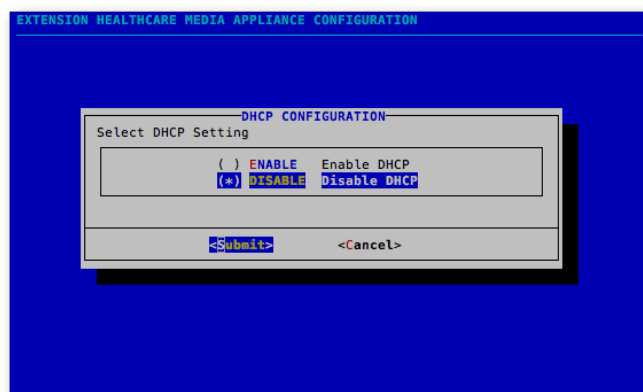 EXTENSION HEALTHCARE MEDIA APPLIANCE CONFIGURATION
DHCP CONFIGURATION
Select DHCP Setting
( ) ENABLE Enable DHCP
(*) DISABLE Disable DHCP
<Submit> <Cancel>